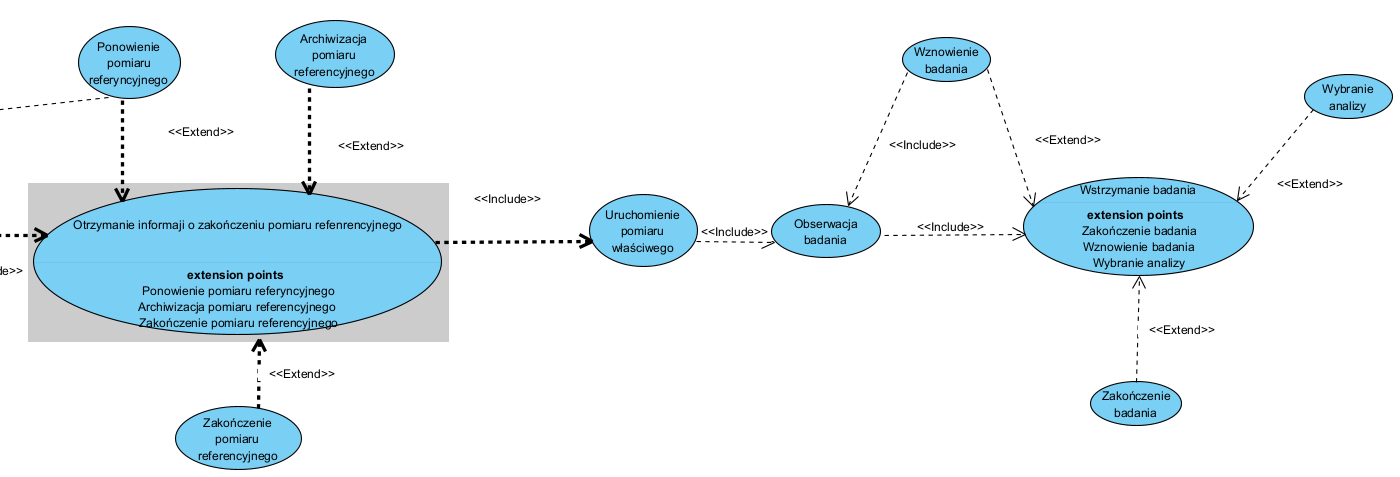 Ponowienie
pomiaru
referyncyjnego
Archiwizacja
pomiaru
referencyjnego
<<Extend>>
<<Extend>>
de>>
Otrzymanie informaji o zakończeniu pomiaru refenrencyjnego
extension points
Ponowienie pomiaru referyncyjnego
Archiwizacja pomiaru referencyjnego
Zakończenie pomiaru referencyjnego
<<Extend>>
Zakończenie
pomiaru
referencyjnego
<<Include>>
Uruchomienie
pomiaru
właściwego
<<Include>>
Obserwacja
badania
Wznowienie
badania
<<Include>>
<<Extend>>
<<Include>>
Wstrzymanie badania
extension points
Zakończenie badania
Wznowienie badania
Wybranie analizy
Wybranie
analizy
<<Extend>>
<<Extend>>
Zakończenie
badania